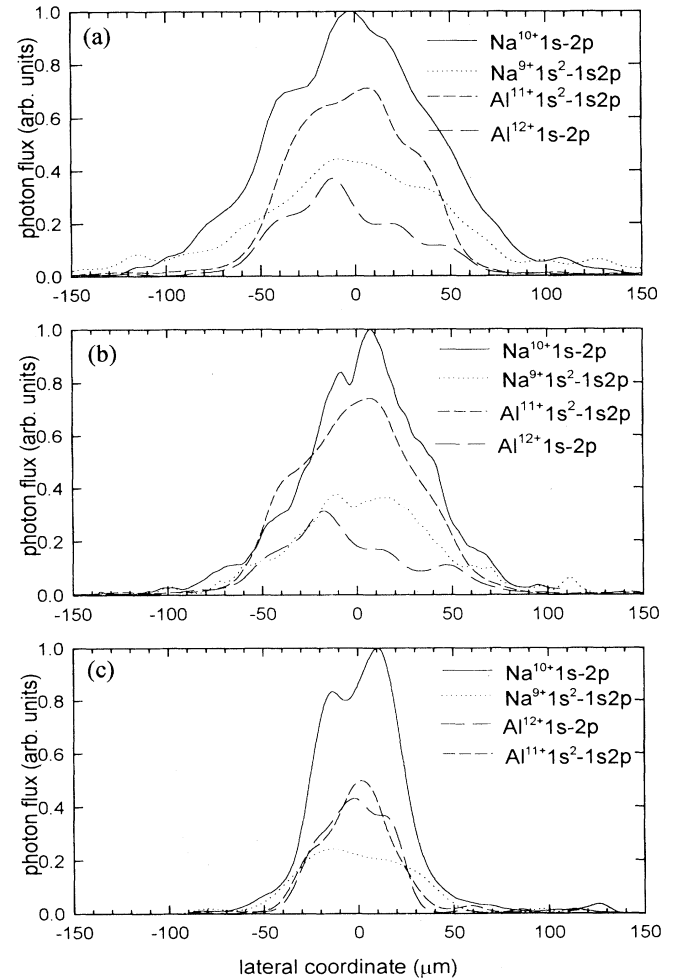 (a)
Na10+1s-2p
Na9+1s2-1s2p
Al11+1s2-1s2p
Al12+1s-2p
photon flux (arb. units)
1.0
0.8
0.6
0.4
0.2
0.0
-150 -100 -50 0 50 100 150
(b)
Na10+1s-2p
Na9+1s2-1s2p
Al11+1s2-1s2p
Al12+1s-2p
photon flux (arb. units)
1.0
0.8
0.6
0.4
0.2
0.0
-150 -100 -50 0 50 100 150
(c)
Na10+1s-2p
Na9+1s2-1s2p
Al12+1s-2p
Al11+1s2-1s2p
photon flux (arb. units)
1.0
0.8
0.6
0.4
0.2
0.0
-150 -100 -50 0 50 100 150
lateral coordinate (μm)